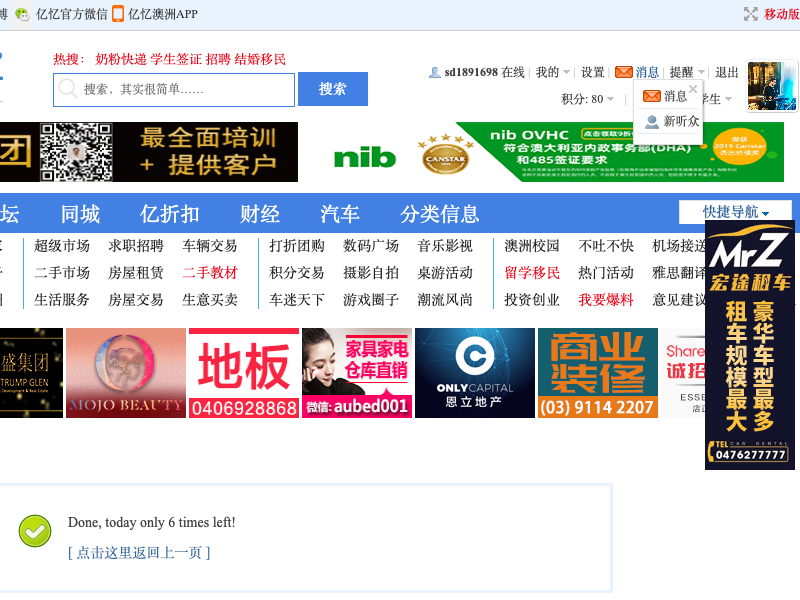 亿忆官方微信 亿忆澳洲APP
移动版
热搜： 奶粉快递 学生签证 招聘 结婚移民
搜索，其实很简单......
搜索
sd1891698 在线 我的 设置 消息 提醒 退出
积分: 80
学生
消息
新听众
团
最全面培训
+ 提供客户
nib
CANSTAR
nib OVHC
符合澳大利亚内政事务部(DHA)
和485签证要求
坛 同城 亿折扣 财经 汽车 分类信息
快捷导航
超级市场 求职招聘 车辆交易 打折团购 数码广场 音乐影视 澳洲校园 不吐不快 机场接送
二手市场 房屋租赁 二手教材 积分交易 摄影自拍 桌游活动 留学移民 热门活动 雅思翻译
生活服务 房屋交易 生意买卖 车迷天下 游戏圈子 潮流风尚 投资创业 我要爆料 意见建议
盛集团
TRUMP GLEN
MOJO BEAUTY
地板
0406928868
家具家电
仓库直销
微信: aubed001
ONLYCAPITAL
恩立地产
商业
装修
(03) 9114 2207
Share
诚招
ESSE
MrZ
宏途租车
豪华车型最多
租车规模最大
TEL CAR RENTAL
0476277777
Done, today only 6 times left!
[ 点击这里返回上一页 ]